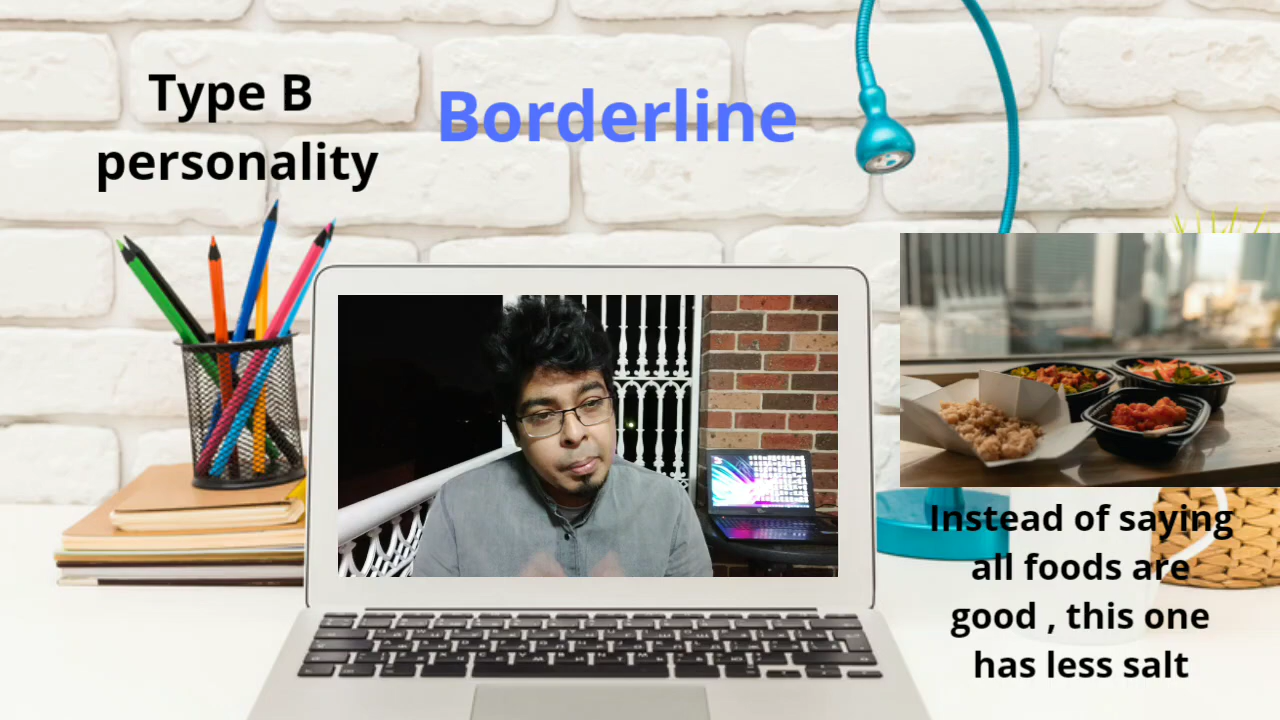 Type B
personality
Borderline
Instead of saying
all foods are
good , this one
has less salt